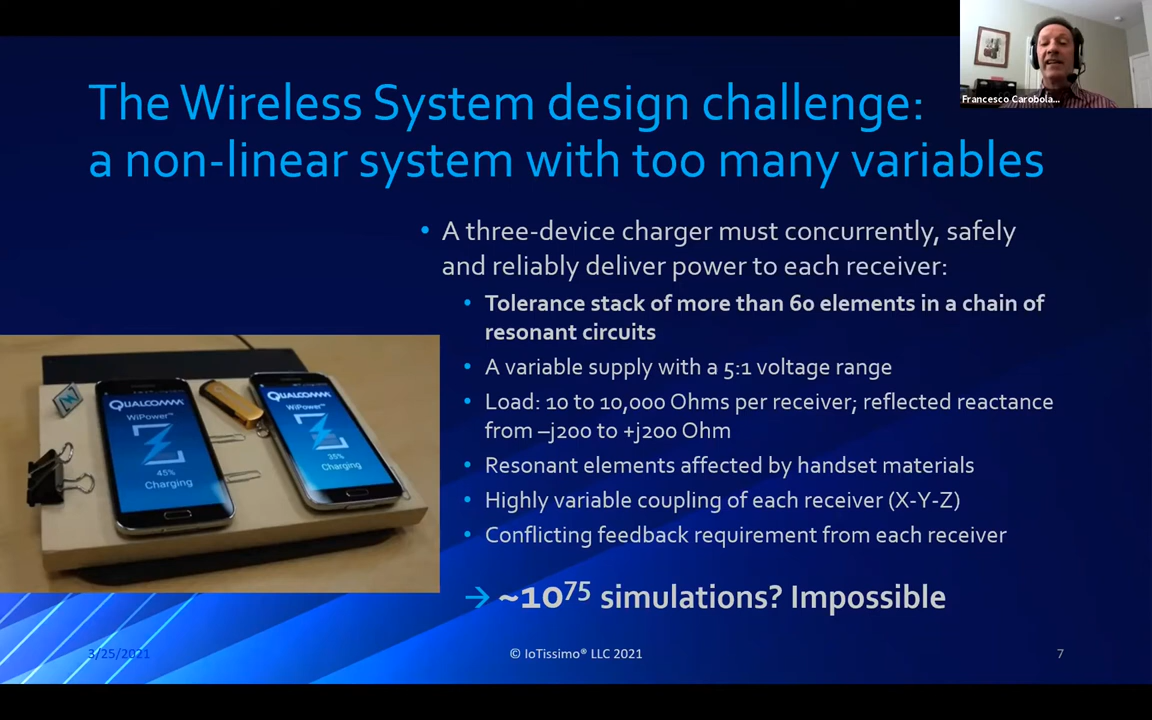 The Wireless System design challenge:
a non-linear system with too many variables
Francesco Carobola...
• A three-device charger must concurrently, safely
and reliably deliver power to each receiver:
• Tolerance stack of more than 60 elements in a chain of
resonant circuits
• A variable supply with a 5:1 voltage range
• Load: 10 to 10,000 Ohms per receiver; reflected reactance
from –j200 to +j200 Ohm
• Resonant elements affected by handset materials
• Highly variable coupling of each receiver (X-Y-Z)
• Conflicting feedback requirement from each receiver
→ ~10⁷⁵ simulations? Impossible
QUALCOMM
WiPower™
45%
Charging
QUALCOMM
WiPower™
35%
Charging
3/25/2021
© IoTissimo® LLC 2021
7